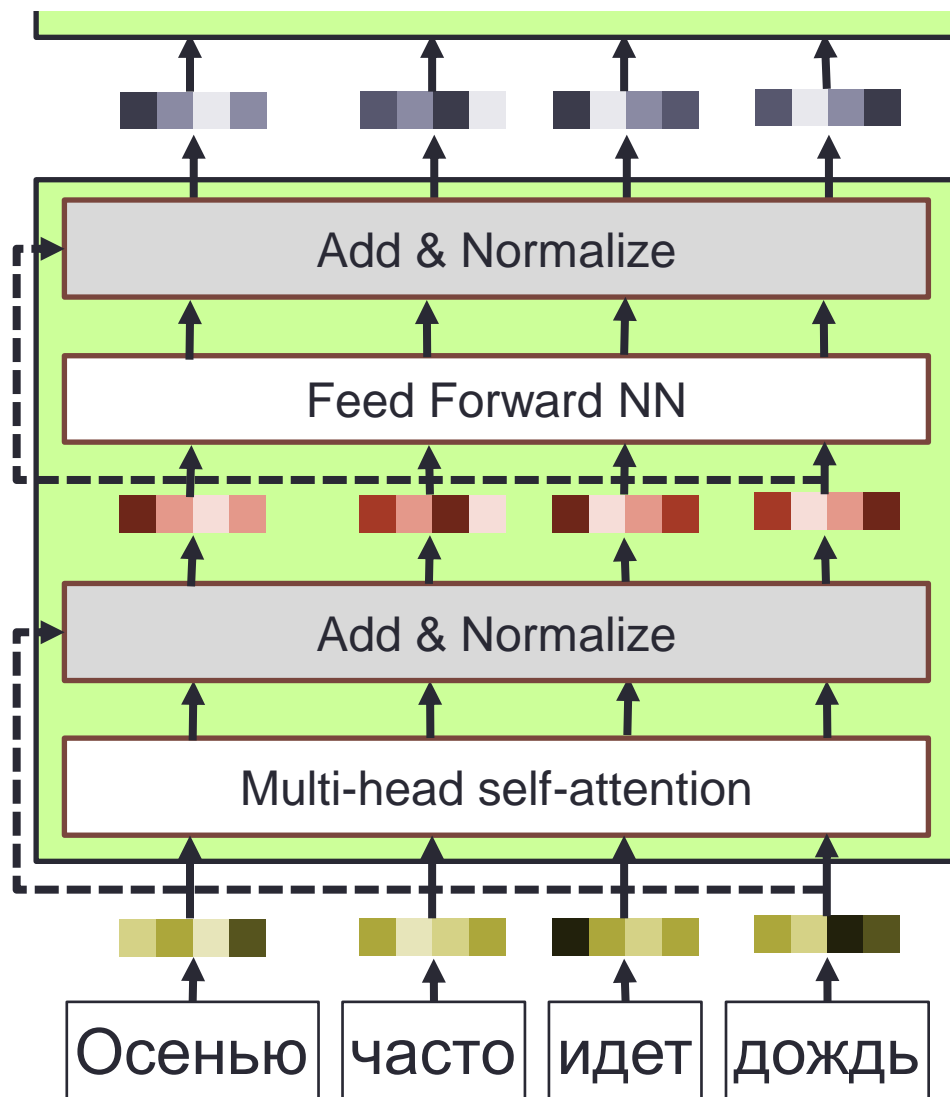 Add & Normalize
Feed Forward NN
Add & Normalize
Multi-head self-attention
Осенью часто идет дождь